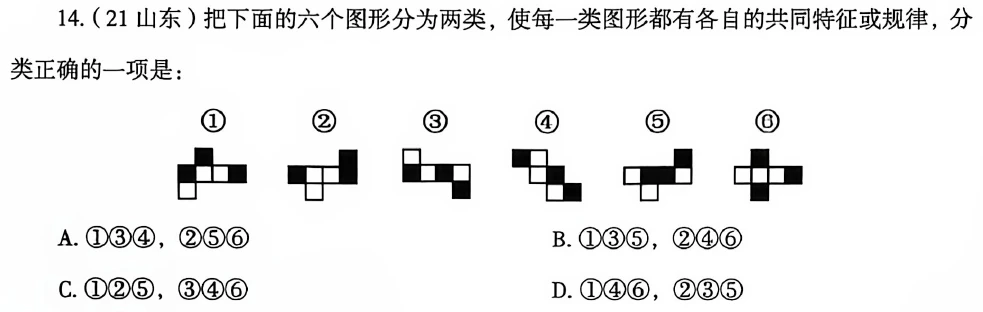 14.（21 山东）把下面的六个图形分为两类，使每一类图形都有各自的共同特征或规律，分
类正确的一项是：
① ② ③ ④ ⑤ ⑥
A. ①③④，②⑤⑥ B. ①③⑤，②④⑥
C. ①②⑤，③④⑥ D. ①④⑥，②③⑤